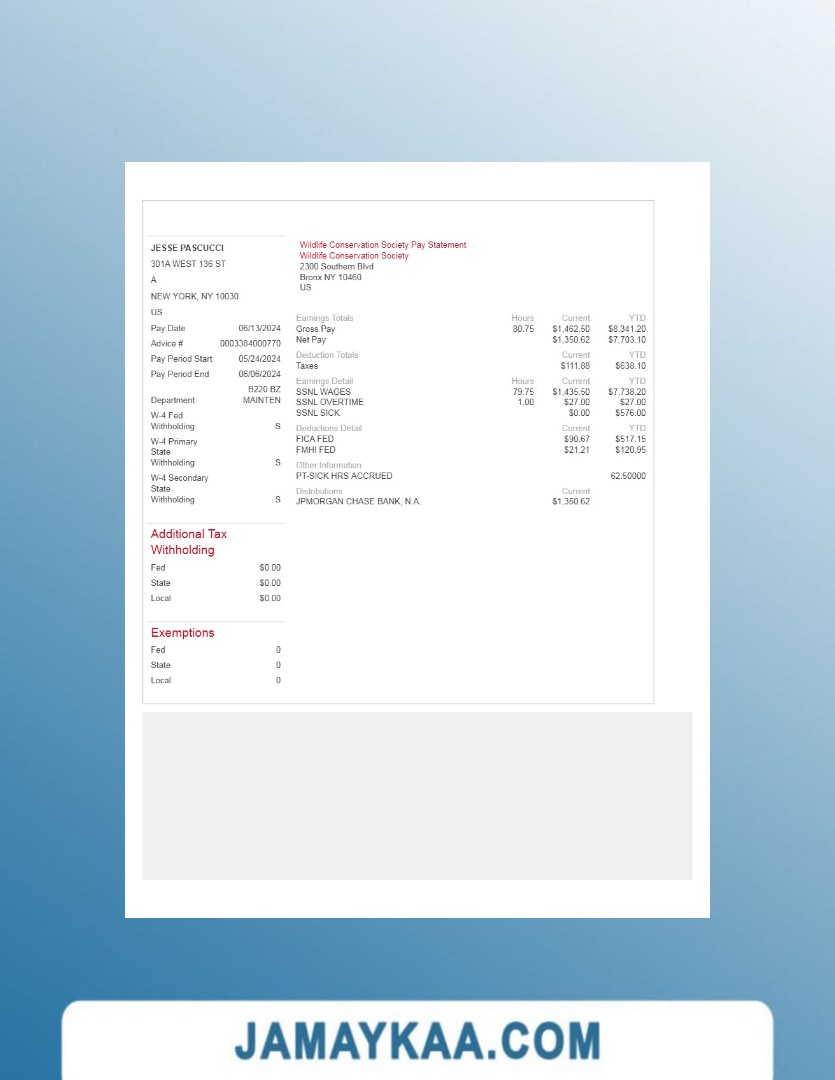 JESSE PASCUCCI
301A WEST 136 ST
A
NEW YORK, NY 10030
US
Pay Date 06/13/2024
Advice # 0003384000770
Pay Period Start 05/24/2024
Pay Period End 06/06/2024
B220 BZ
Department MAINTEN
W-4 Fed
Withholding S
W-4 Primary
State
Withholding S
W-4 Secondary
State
Withholding S
Additional Tax
Withholding
Fed $0.00
State $0.00
Local $0.00
Exemptions
Fed 0
State 0
Local 0
Wildlife Conservation Society Pay Statement
Wildlife Conservation Society
2300 Southern Blvd
Bronx NY 10460
US
Earnings Totals Hours Current YTD
Gross Pay 80.75 $1,462.50 $8,341.20
Net Pay $1,350.62 $7,703.10
Deduction Totals Current YTD
Taxes $111.88 $638.10
Earnings Detail Hours Current YTD
SSNL WAGES 79.75 $1,435.50 $7,738.20
SSNL OVERTIME 1.00 $27.00 $27.00
SSNL SICK $0.00 $576.00
Deductions Detail Current YTD
FICA FED $90.67 $517.15
FMHI FED $21.21 $120.95
Other Information
PT-SICK HRS ACCRUED 62.50000
Distributions Current
JPMORGAN CHASE BANK, N.A. $1,350.62
JAMAYKAA.COM